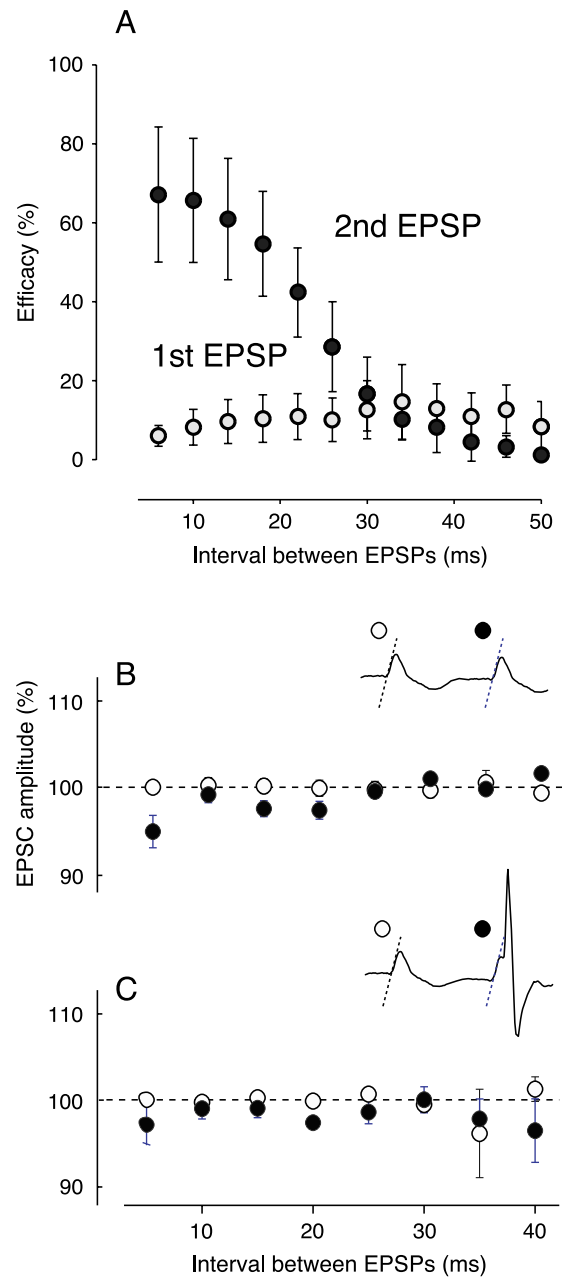 A
100
80
60
40
20
0
Efficacy (%)
2nd EPSP
1st EPSP
10 20 30 40 50
Interval between EPSPs (ms)
B
110
100
90
EPSC amplitude (%)
C
110
100
90
10 20 30 40
Interval between EPSPs (ms)